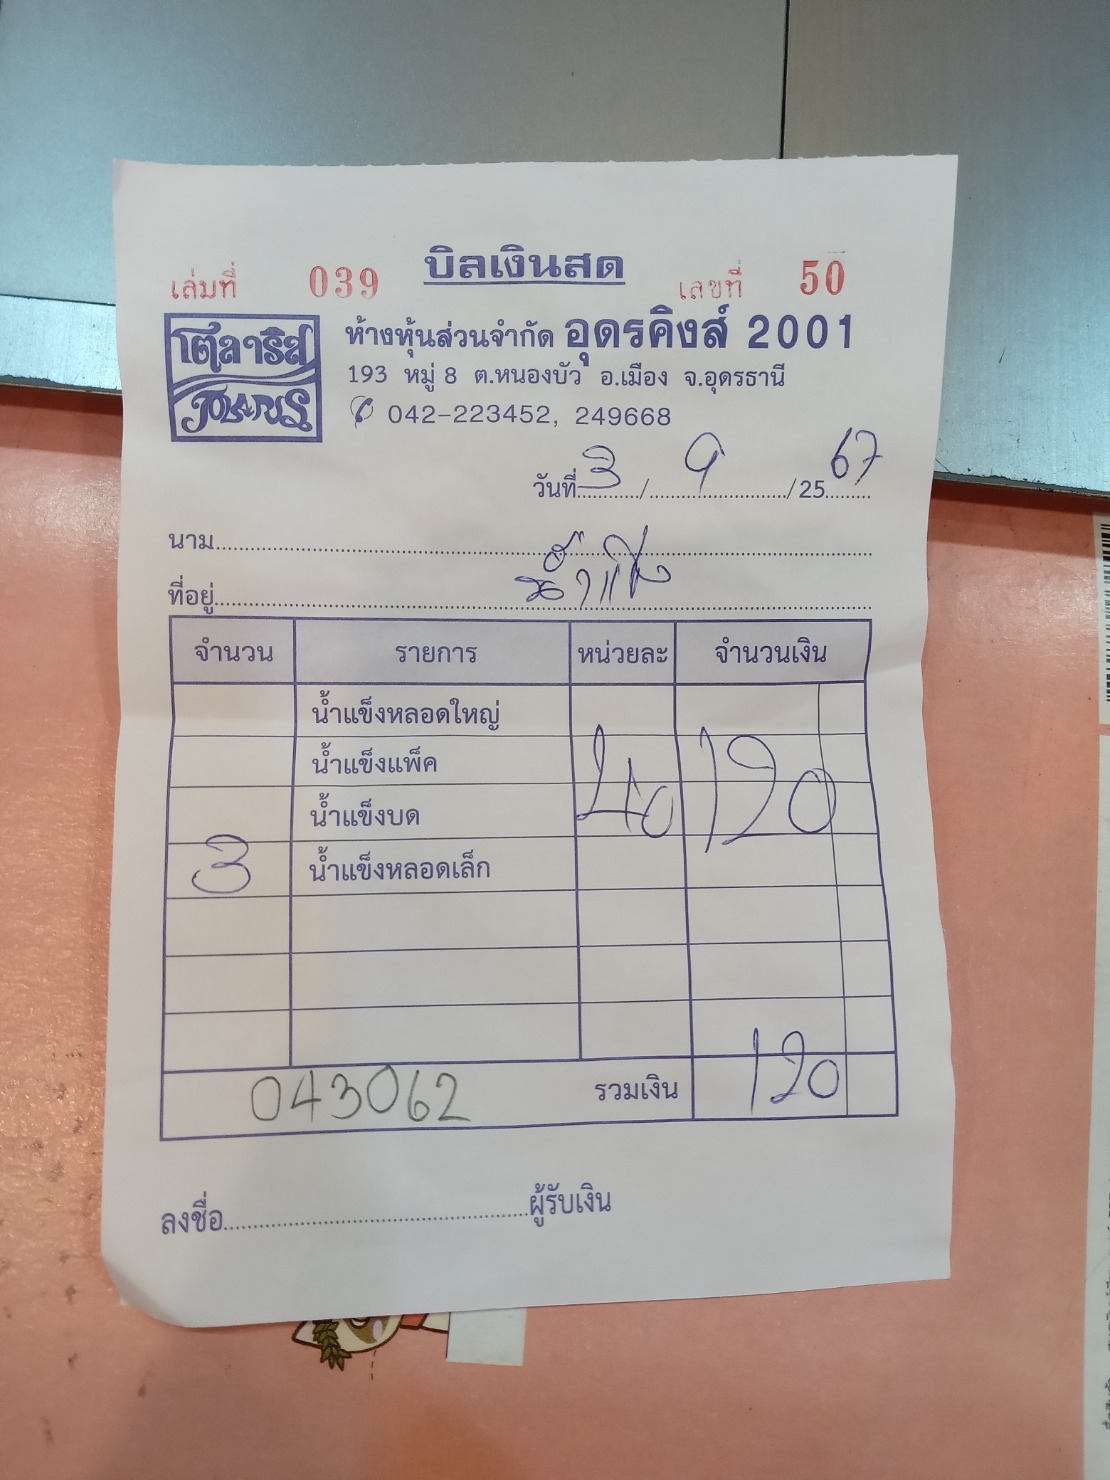 บิลเงินสด
เล่มที่ 039 เลขที่ 50
โตลาริส
ห้างหุ้นส่วนจำกัด อุดรคิงส์ 2001
193 หมู่ 8 ต.หนองบัว อ.เมือง จ.อุดรธานี
042-223452, 249668
วันที่ 3 / 9 / 25 67
นาม
ที่อยู่ น้ำแข็ง
จำนวน รายการ หน่วยละ จำนวนเงิน
น้ำแข็งหลอดใหญ่
น้ำแข็งแพ็ค
น้ำแข็งบด 40 120
3 น้ำแข็งหลอดเล็ก
043062 รวมเงิน 120
ลงชื่อ ผู้รับเงิน